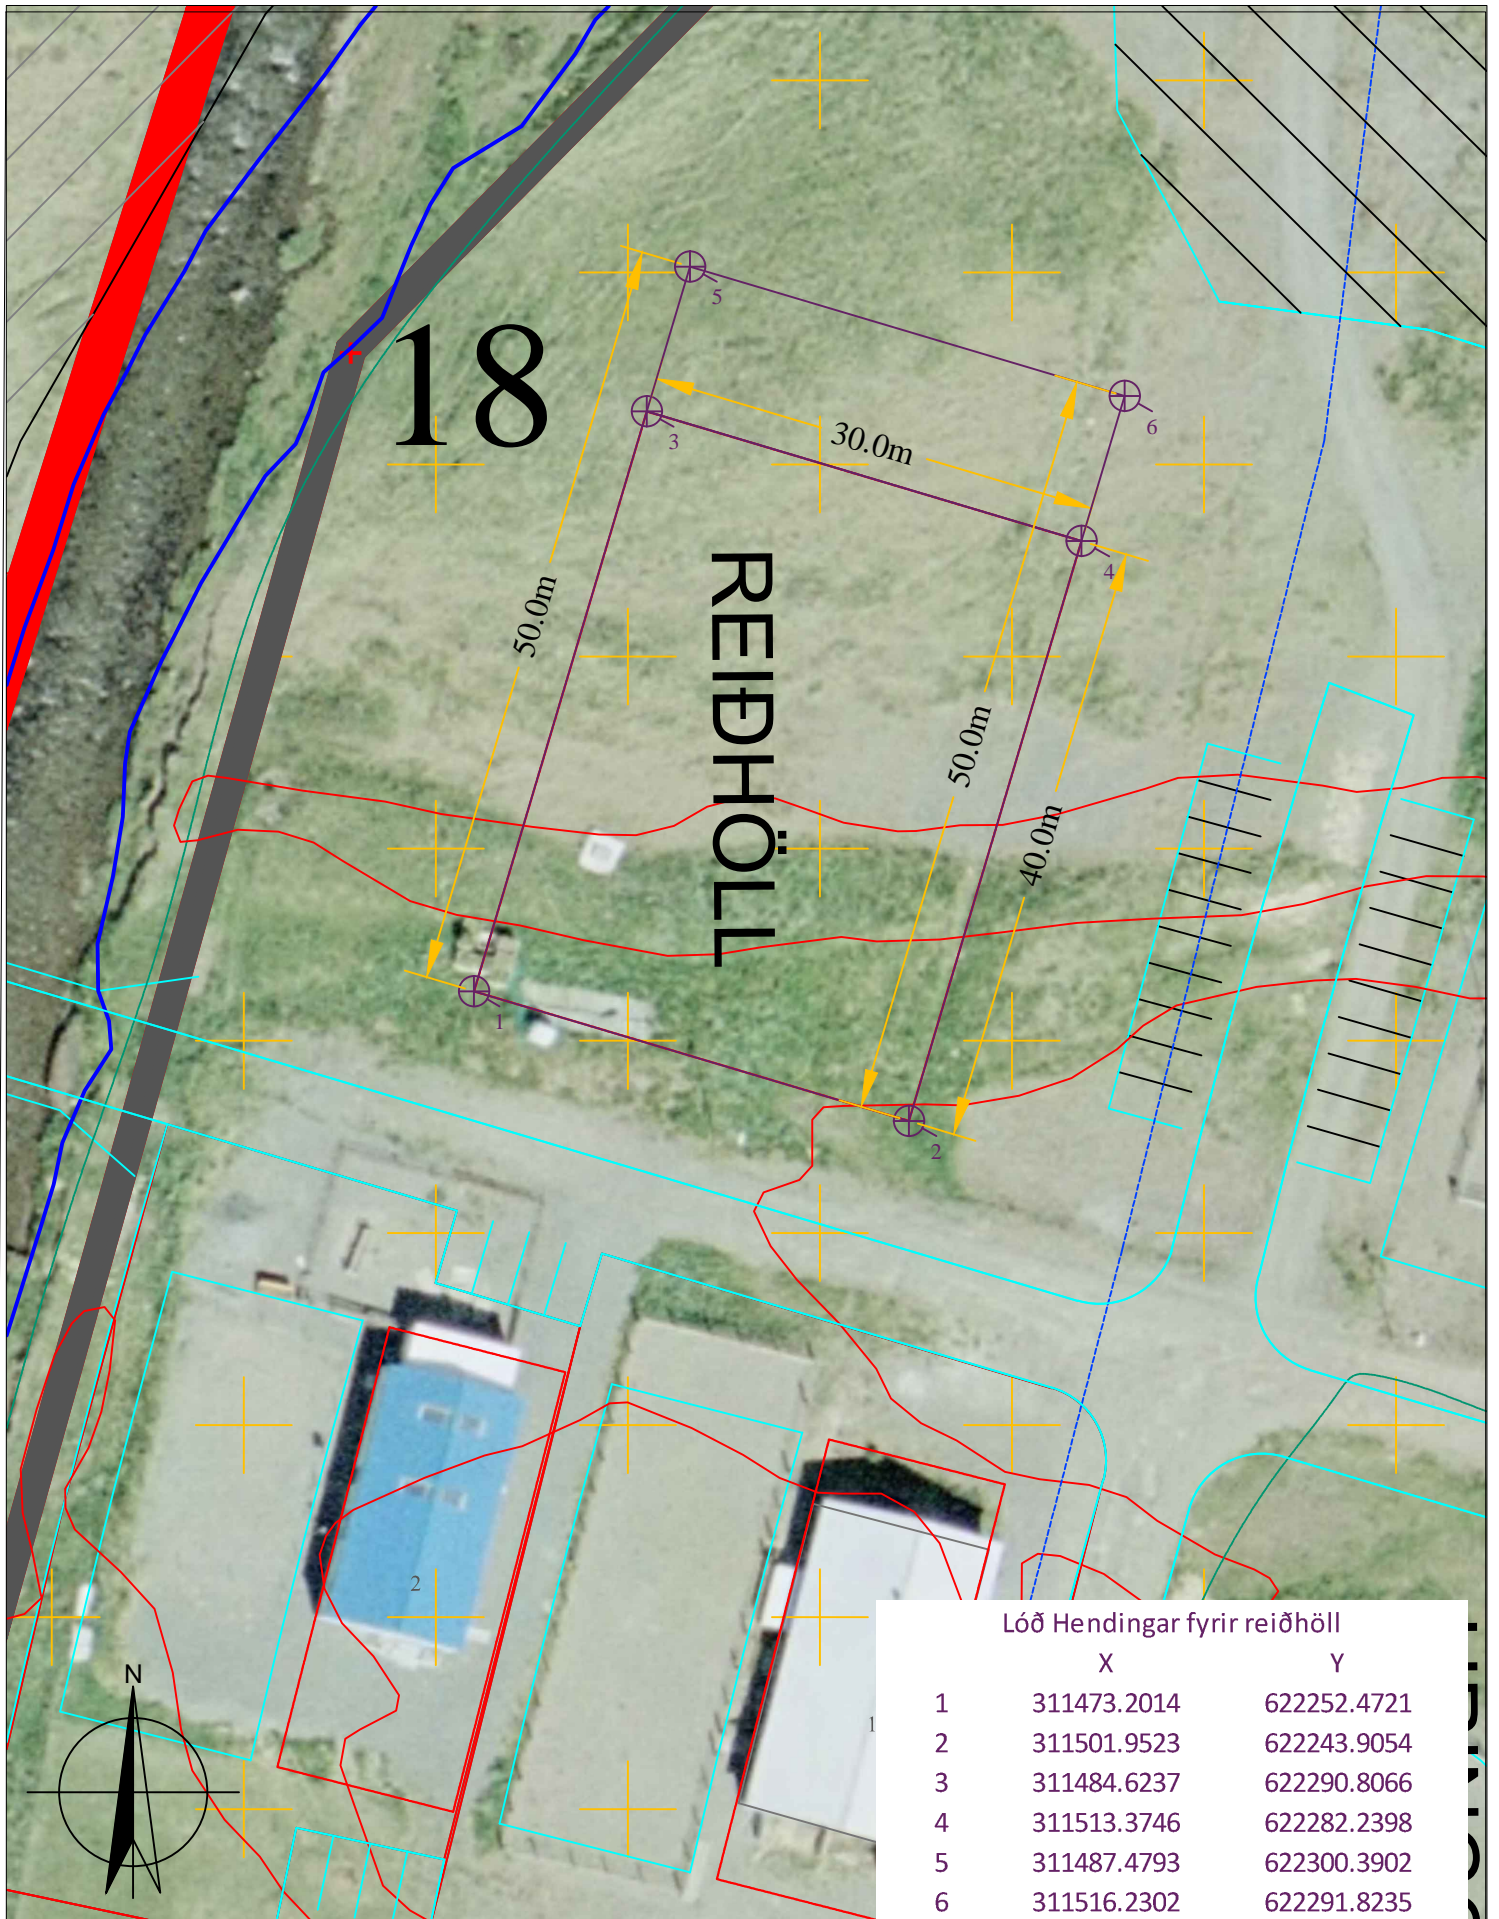 18
5
6
3
30.0m
4
50.0m
REIÐHÖLL
50.0m
40.0m
1
2
2
1
N
Lóð Hendingar fyrir reiðhöll
X Y
1 311473.2014 622252.4721
2 311501.9523 622243.9054
3 311484.6237 622290.8066
4 311513.3746 622282.2398
5 311487.4793 622300.3902
6 311516.2302 622291.8235